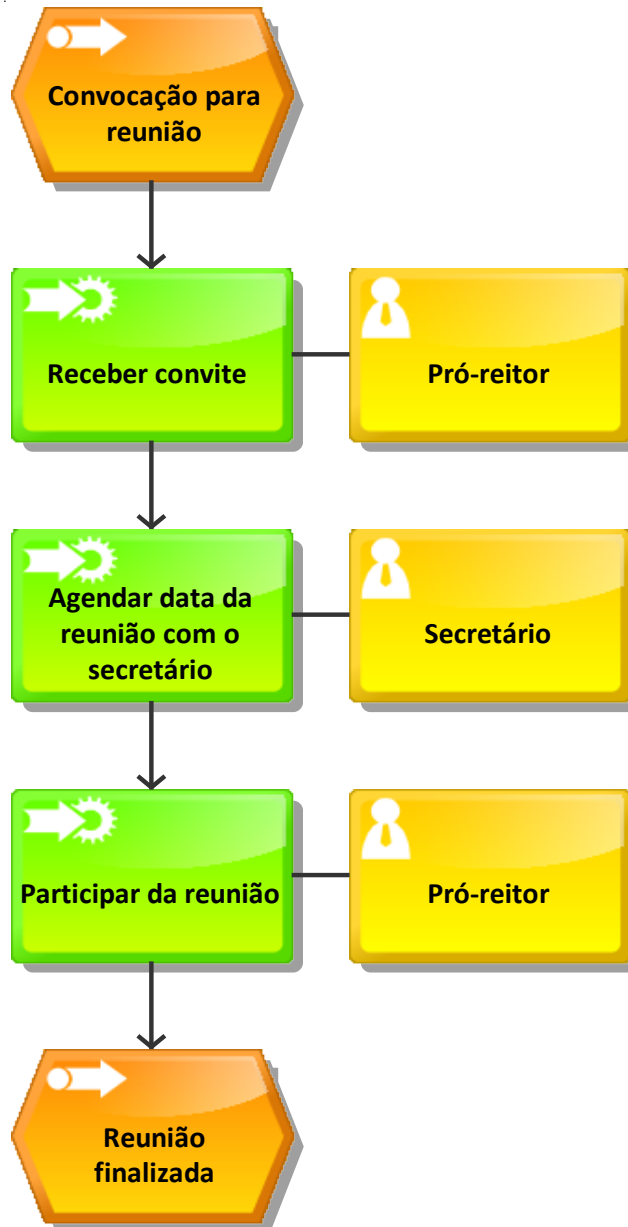 Convocação para
reunião
Receber convite
Pró-reitor
Agendar data da
reunião com o
secretário
Secretário
Participar da reunião
Pró-reitor
Reunião
finalizada